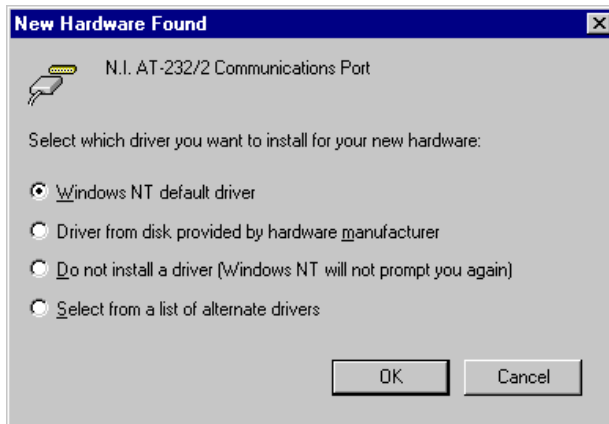 New Hardware Found
N.I. AT-232/2 Communications Port
Select which driver you want to install for your new hardware:
Windows NT default driver
Driver from disk provided by hardware manufacturer
Do not install a driver (Windows NT will not prompt you again)
Select from a list of alternate drivers
OK Cancel